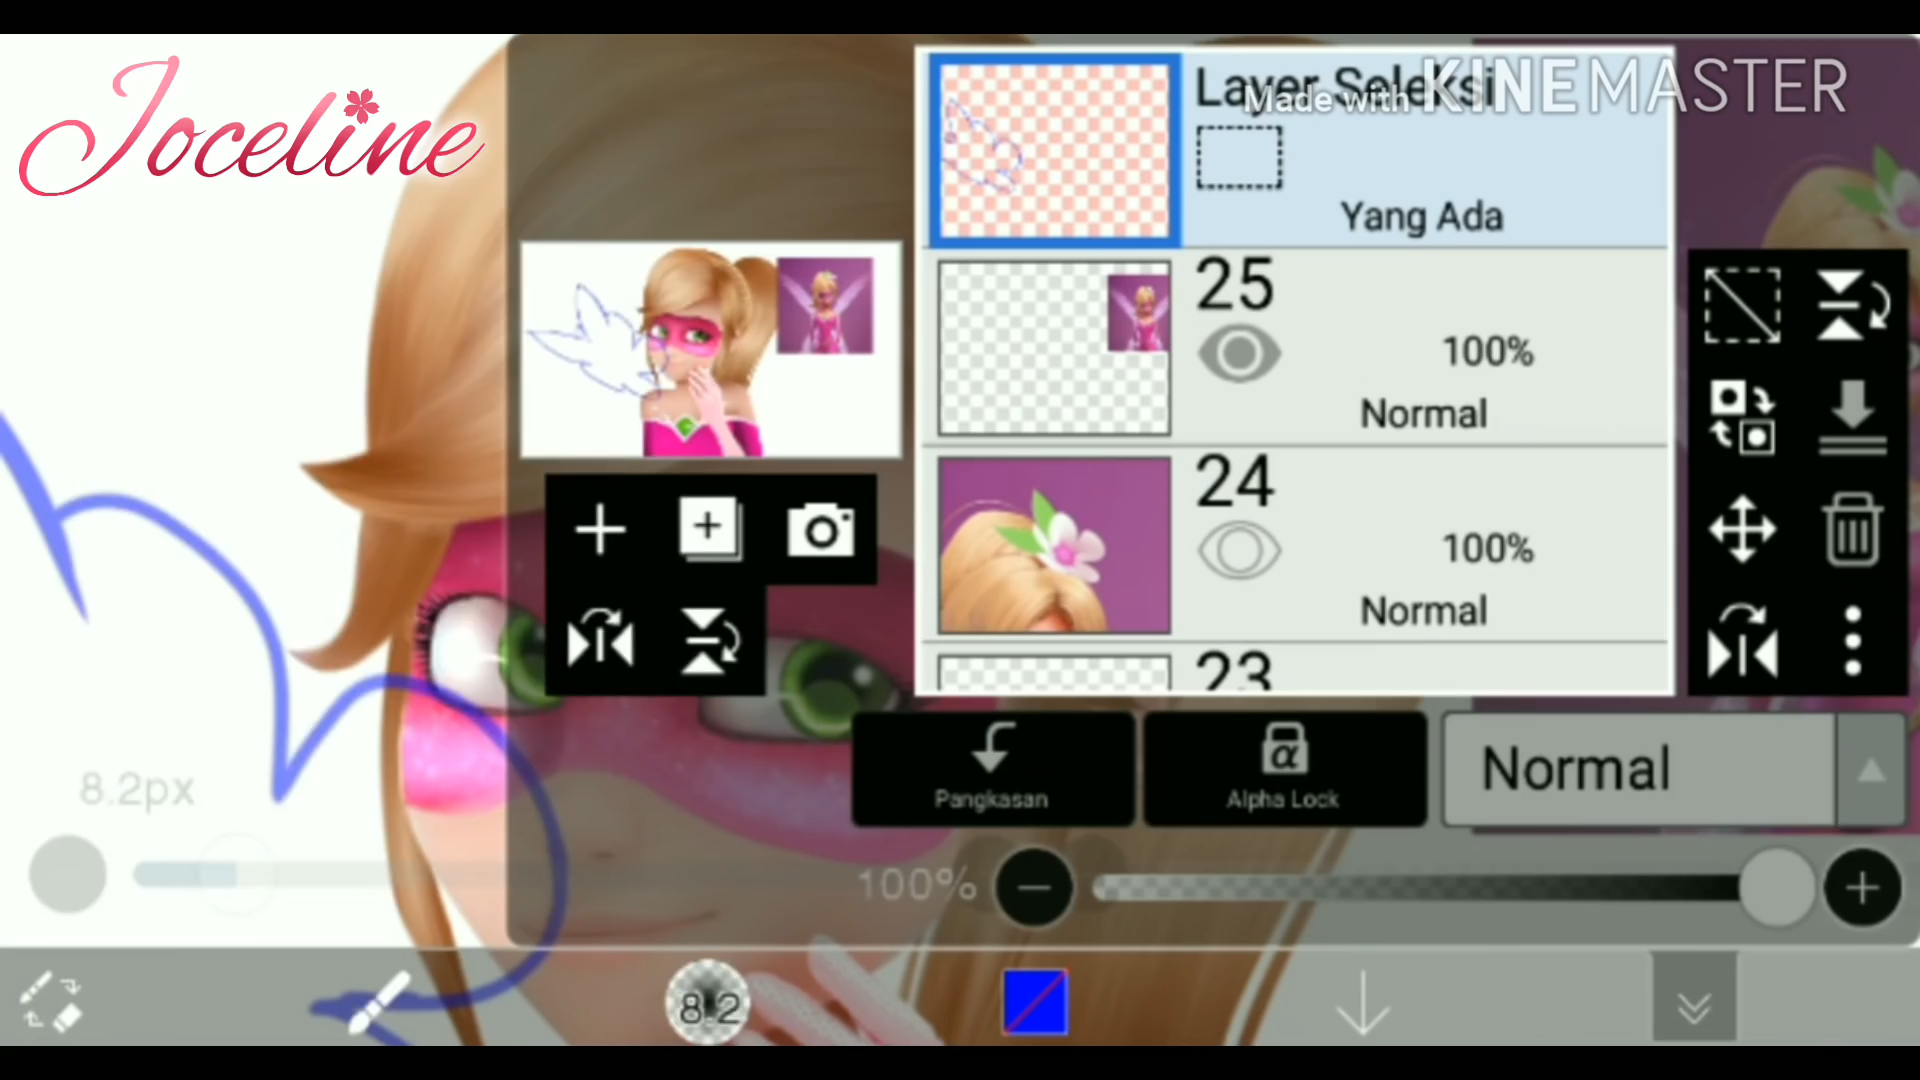 Joceline
Layer Seleksi
Made with KINEMASTER
Yang Ada
25
100%
Normal
24
100%
Normal
23
Pangkasan
α
Alpha Lock
Normal
8.2px
100%
8.2